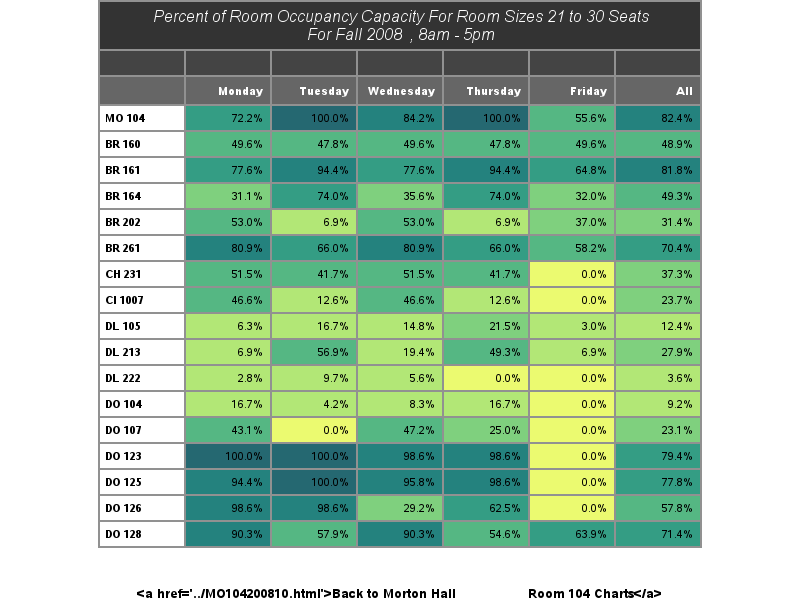 Percent of Room Occupancy Capacity For Room Sizes 21 to 30 Seats
For Fall 2008 , 8am - 5pm
Monday Tuesday Wednesday Thursday Friday All
MO 104 72.2% 100.0% 84.2% 100.0% 55.6% 82.4%
BR 160 49.6% 47.8% 49.6% 47.8% 49.6% 48.9%
BR 161 77.6% 94.4% 77.6% 94.4% 64.8% 81.8%
BR 164 31.1% 74.0% 35.6% 74.0% 32.0% 49.3%
BR 202 53.0% 6.9% 53.0% 6.9% 37.0% 31.4%
BR 261 80.9% 66.0% 80.9% 66.0% 58.2% 70.4%
CH 231 51.5% 41.7% 51.5% 41.7% 0.0% 37.3%
CI 1007 46.6% 12.6% 46.6% 12.6% 0.0% 23.7%
DL 105 6.3% 16.7% 14.8% 21.5% 3.0% 12.4%
DL 213 6.9% 56.9% 19.4% 49.3% 6.9% 27.9%
DL 222 2.8% 9.7% 5.6% 0.0% 0.0% 3.6%
DO 104 16.7% 4.2% 8.3% 16.7% 0.0% 9.2%
DO 107 43.1% 0.0% 47.2% 25.0% 0.0% 23.1%
DO 123 100.0% 100.0% 98.6% 98.6% 0.0% 79.4%
DO 125 94.4% 100.0% 95.8% 98.6% 0.0% 77.8%
DO 126 98.6% 98.6% 29.2% 62.5% 0.0% 57.8%
DO 128 90.3% 57.9% 90.3% 54.6% 63.9% 71.4%
<a href='../MO104200810.html'>Back to Morton Hall Room 104 Charts</a>